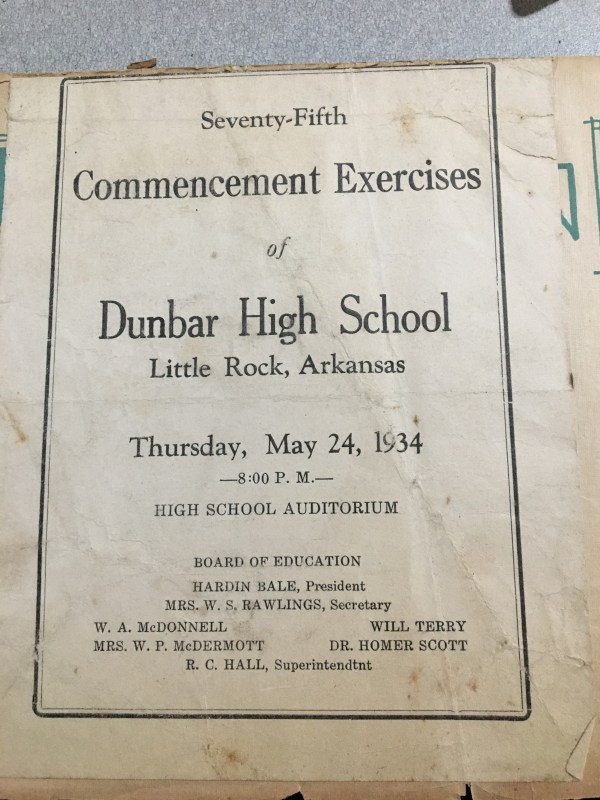 Seventy-Fifth
Commencement Exercises
of
Dunbar High School
Little Rock, Arkansas
Thursday, May 24, 1934
—8:00 P. M.—
HIGH SCHOOL AUDITORIUM
BOARD OF EDUCATION
HARDIN BALE, President
MRS. W. S. RAWLINGS, Secretary
W. A. McDONNELL WILL TERRY
MRS. W. P. McDERMOTT DR. HOMER SCOTT
R. C. HALL, Superintendtnt